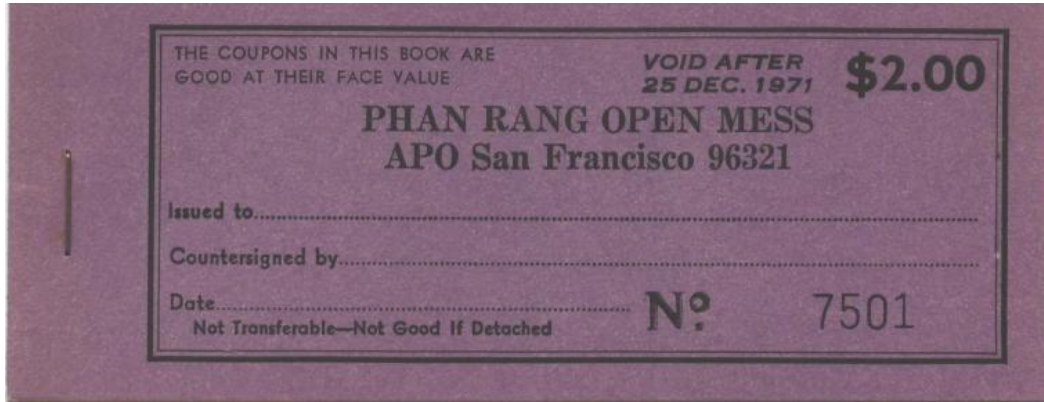 THE COUPONS IN THIS BOOK ARE
GOOD AT THEIR FACE VALUE
VOID AFTER
25 DEC. 1971
$2.00
PHAN RANG OPEN MESS
APO San Francisco 96321
Issued to
Countersigned by
Date
Not Transferable—Not Good If Detached
Nº 7501